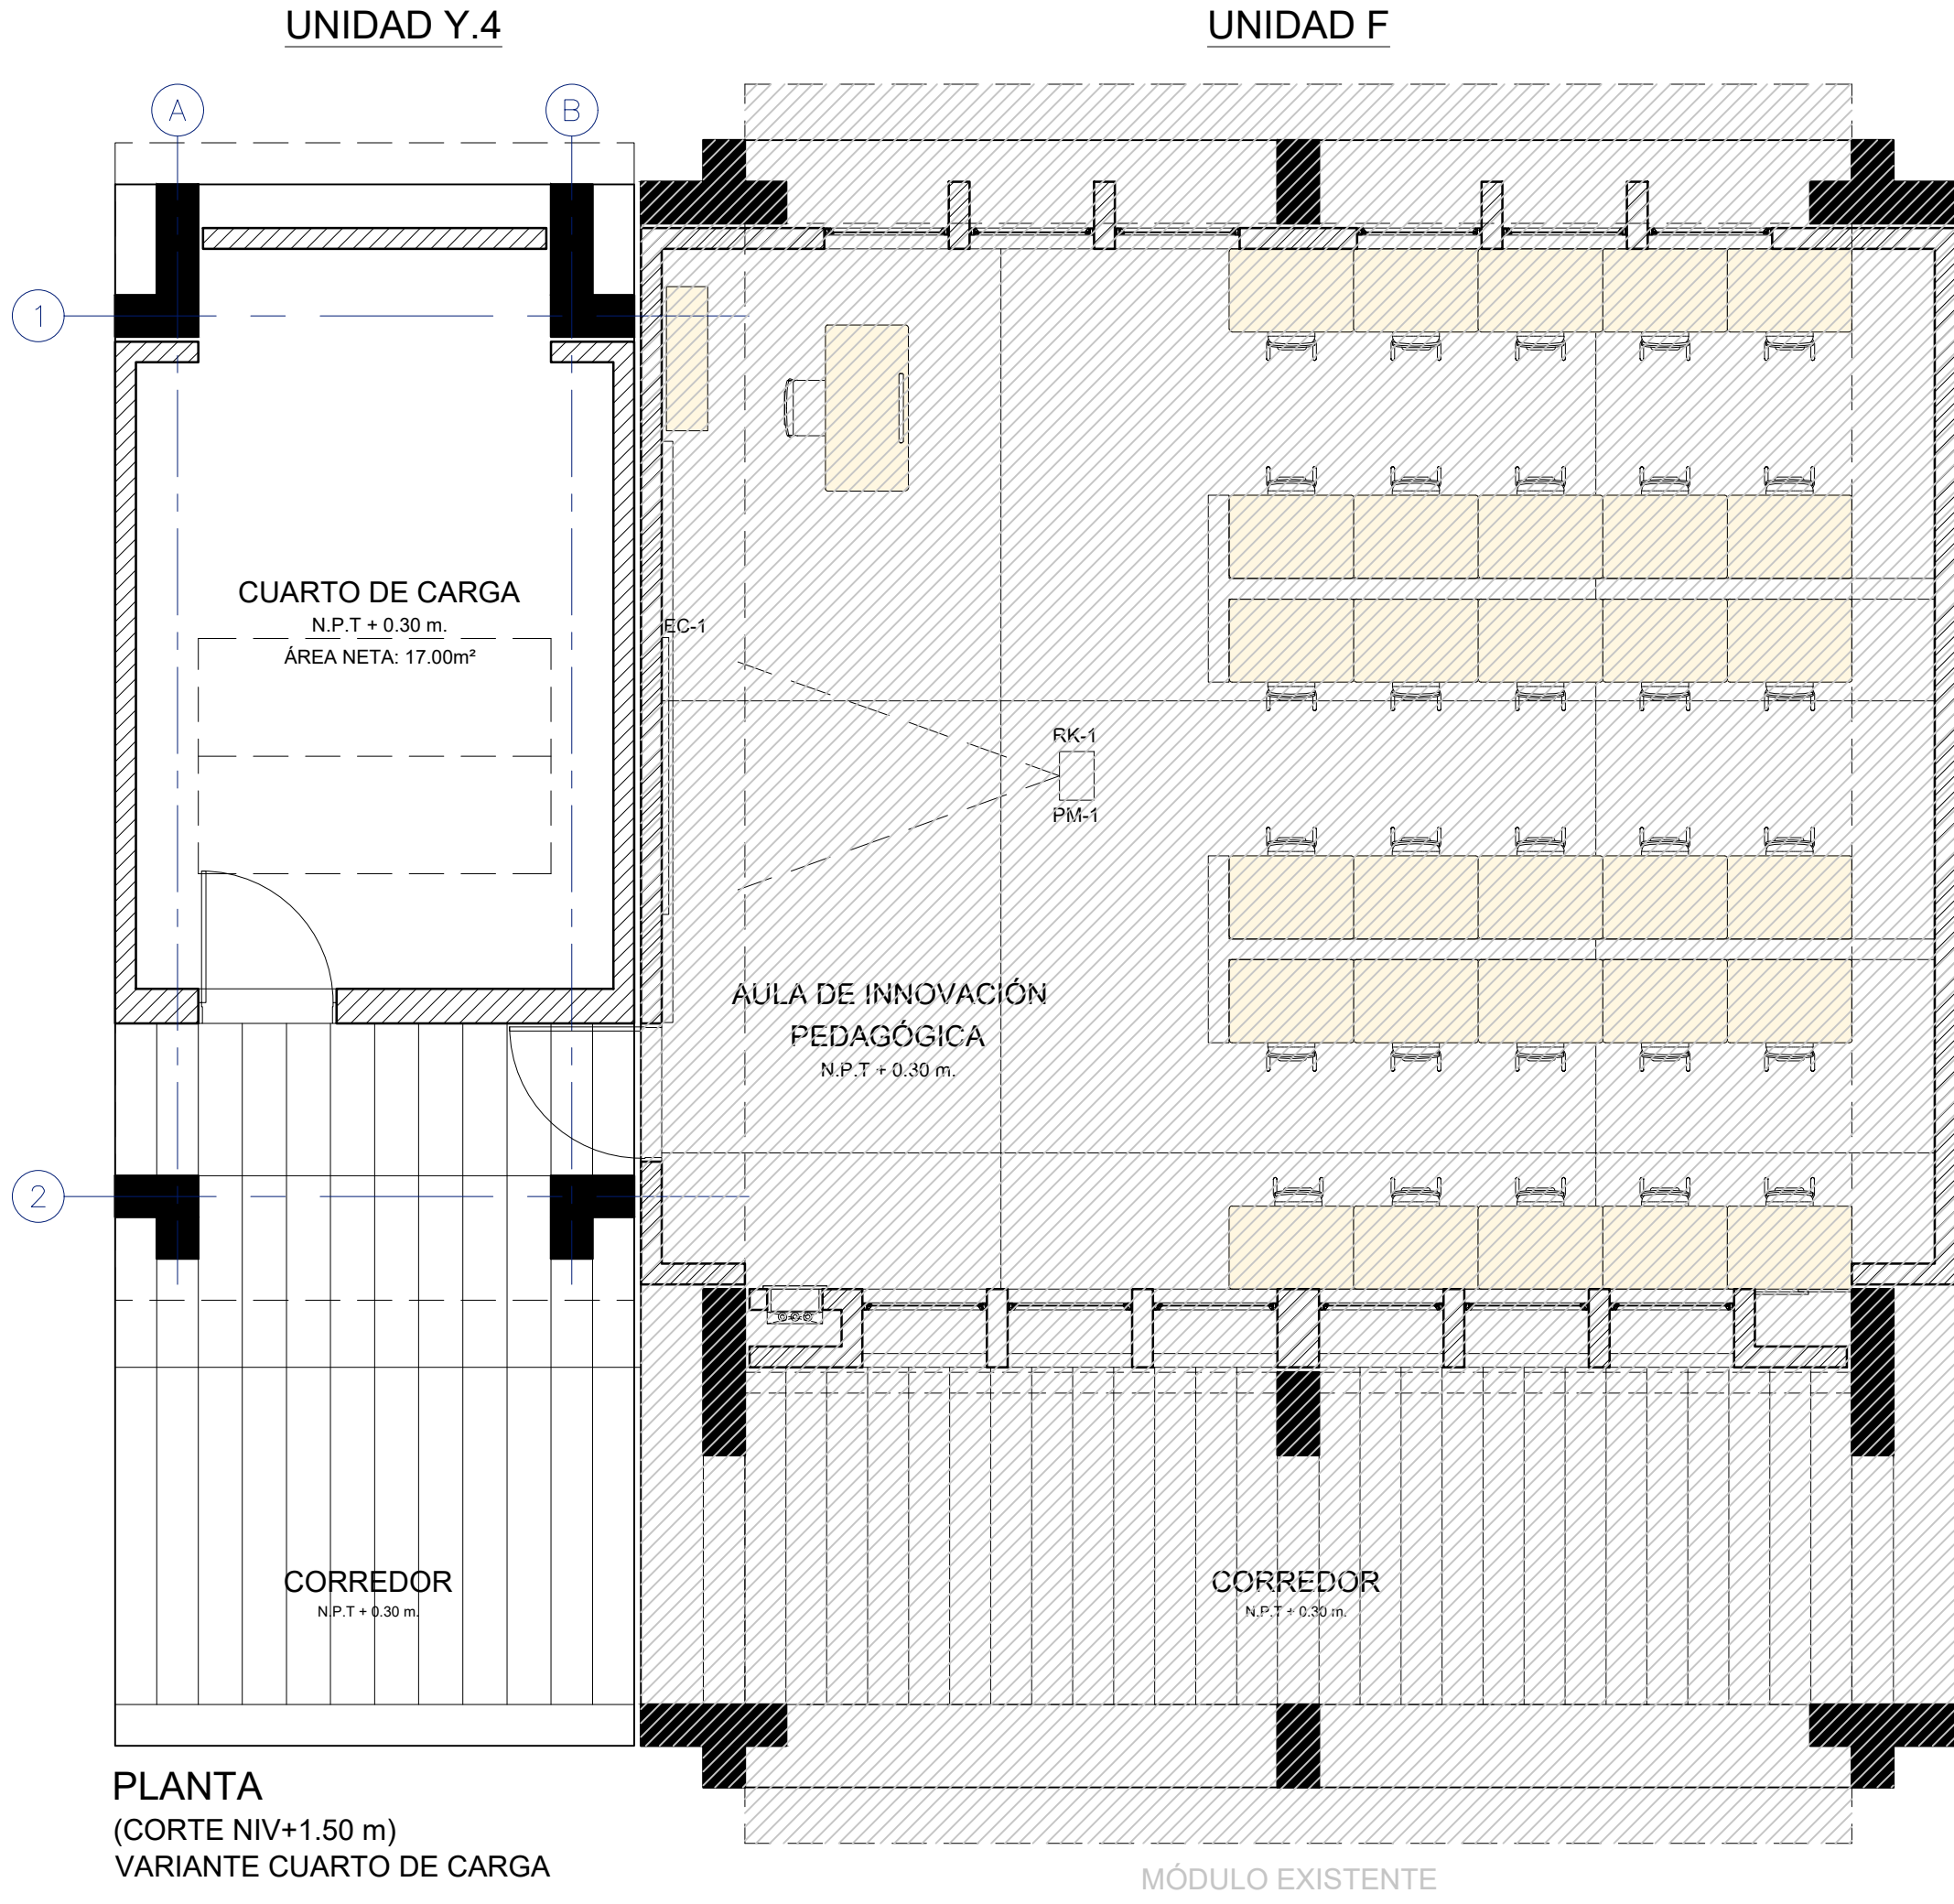 UNIDAD Y.4
UNIDAD F
A
B
1
CUARTO DE CARGA
N.P.T + 0.30 m.
ÁREA NETA: 17.00m²
EC-1
RK-1
PM-1
AULA DE INNOVACIÓN
PEDAGÓGICA
N.P.T + 0.30 m.
2
CORREDOR
N.P.T + 0.30 m.
CORREDOR
N.P.T + 0.30 m.
PLANTA
(CORTE NIV+1.50 m)
VARIANTE CUARTO DE CARGA
MÓDULO EXISTENTE